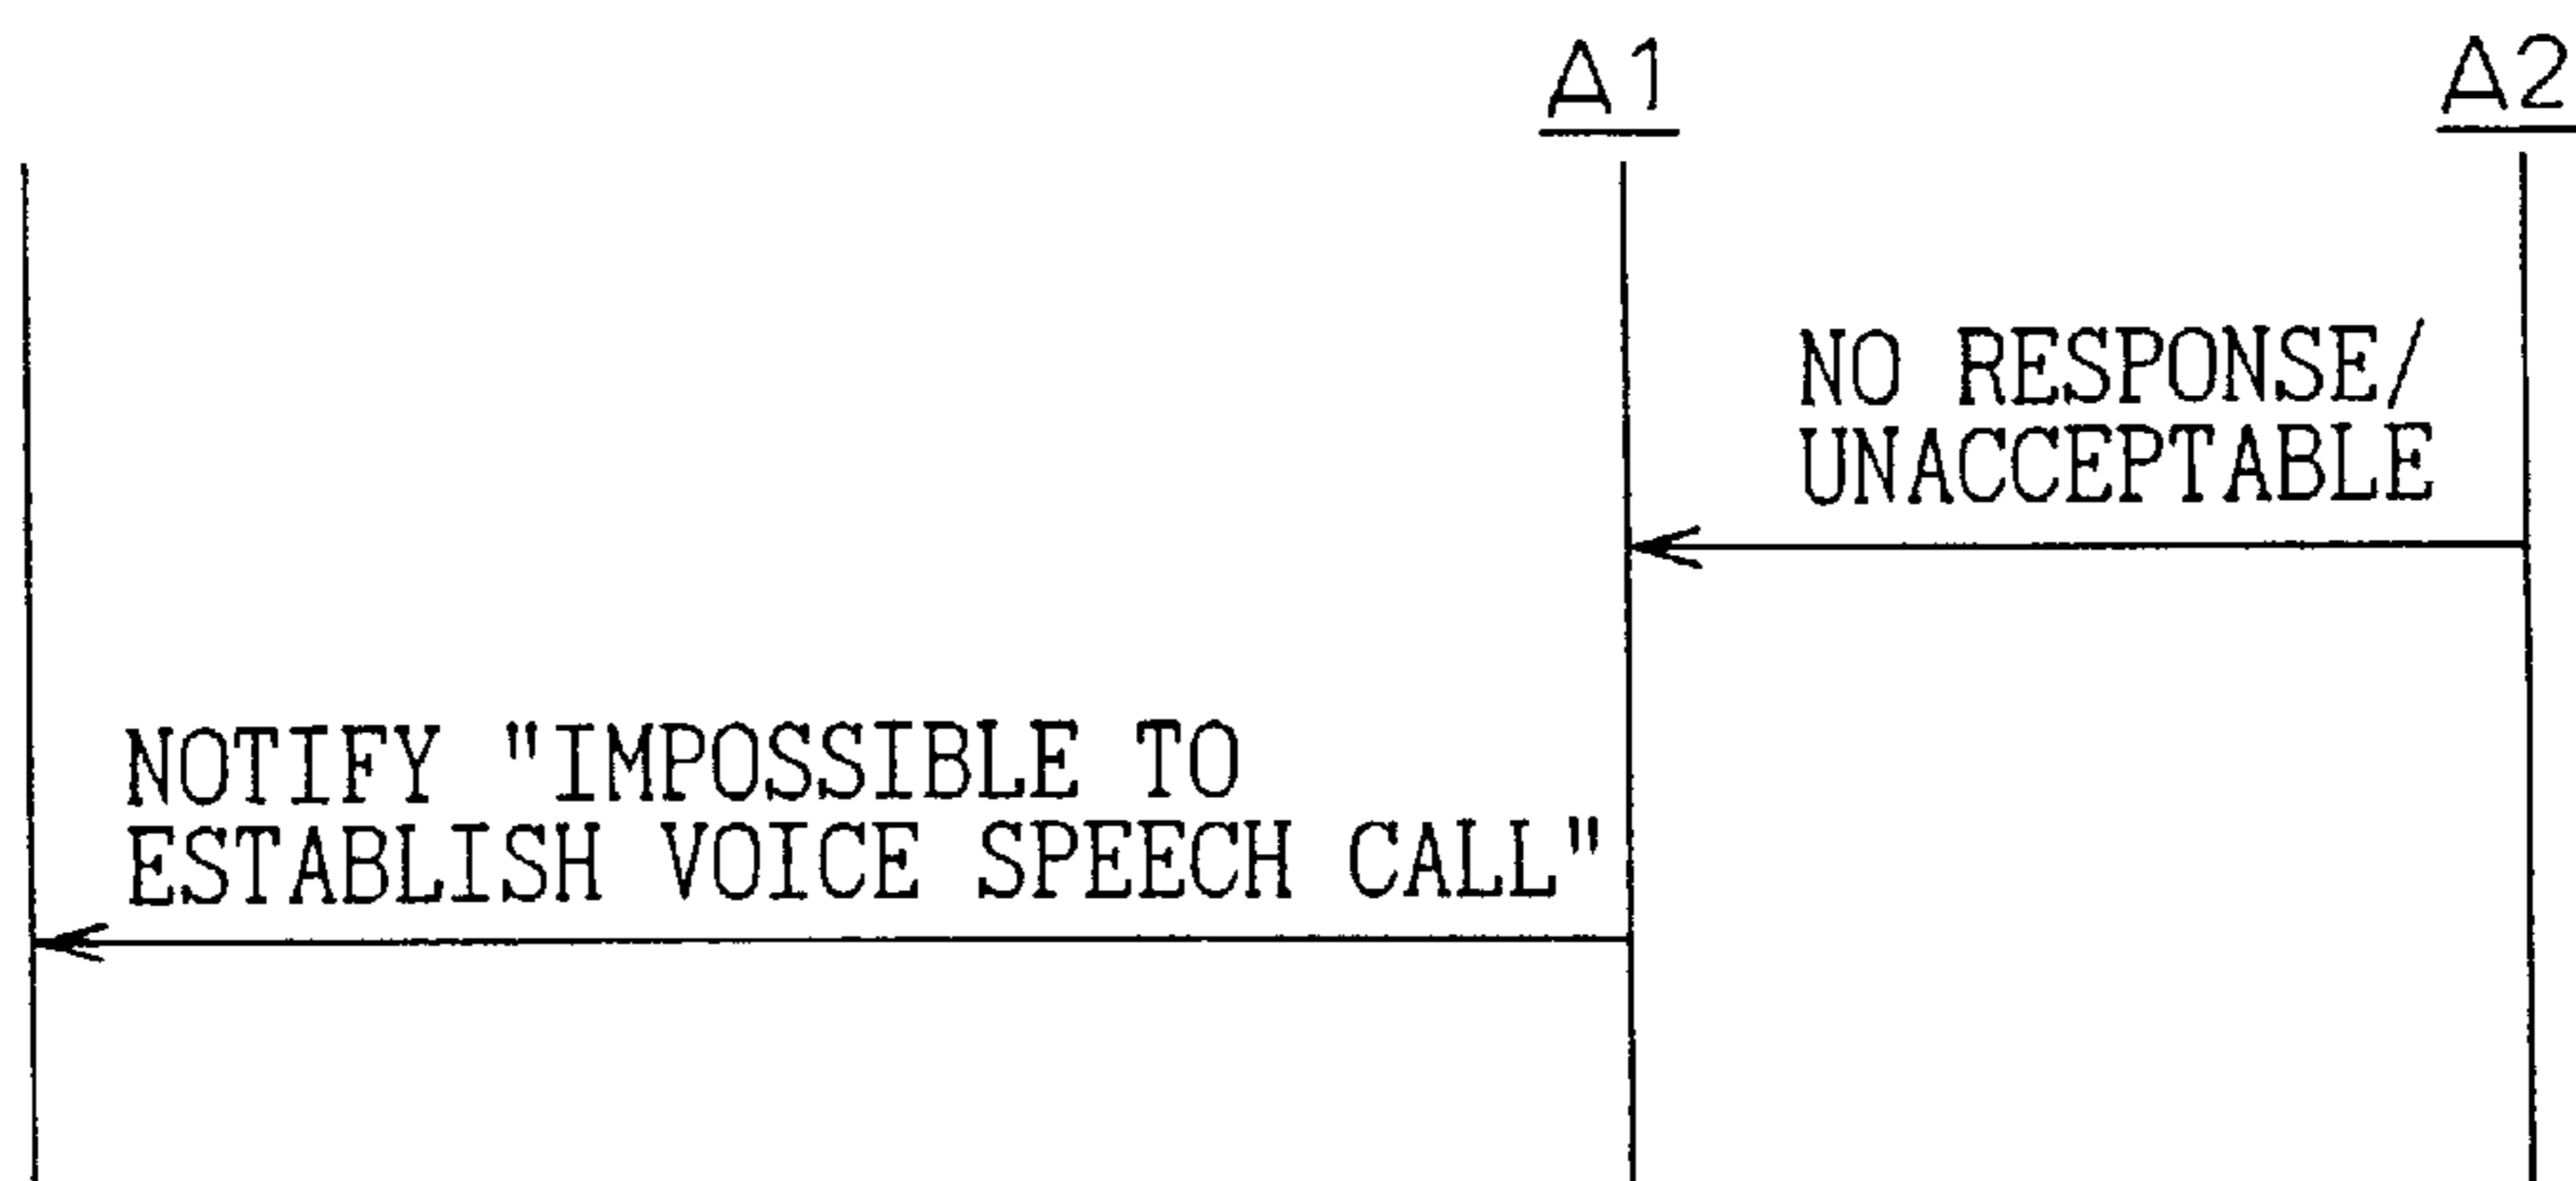 A1
A2
NO RESPONSE/
UNACCEPTABLE
NOTIFY "IMPOSSIBLE TO
ESTABLISH VOICE SPEECH CALL"